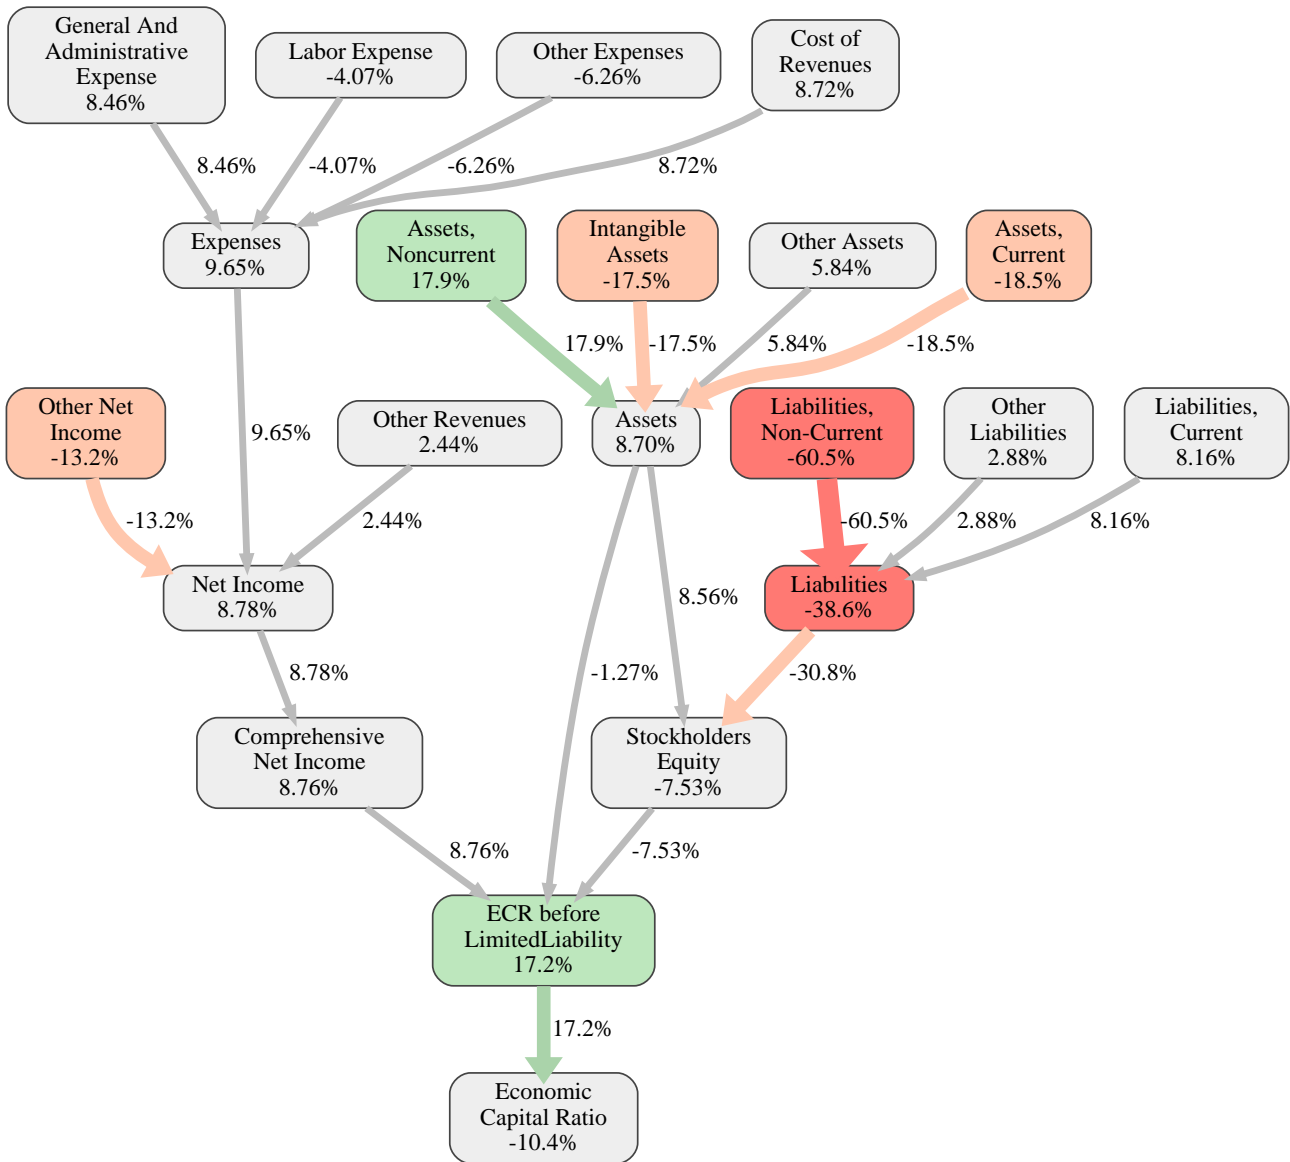 General And
Administrative
Expense
8.46%
Labor Expense
-4.07%
Other Expenses
-6.26%
Cost of
Revenues
8.72%
8.46%
-4.07%
-6.26%
8.72%
Expenses
9.65%
Assets,
Noncurrent
17.9%
Intangible
Assets
-17.5%
Other Assets
5.84%
Assets,
Current
-18.5%
17.9%
-17.5%
5.84%
-18.5%
Other Net
Income
-13.2%
9.65%
Other Revenues
2.44%
Assets
8.70%
Liabilities,
Non-Current
-60.5%
Other
Liabilities
2.88%
Liabilities,
Current
8.16%
-13.2%
2.44%
-60.5%
2.88%
8.16%
Net Income
8.78%
8.56%
Liabilities
-38.6%
8.78%
-1.27%
-30.8%
Comprehensive
Net Income
8.76%
Stockholders
Equity
-7.53%
8.76%
-7.53%
ECR before
LimitedLiability
17.2%
17.2%
Economic
Capital Ratio
-10.4%